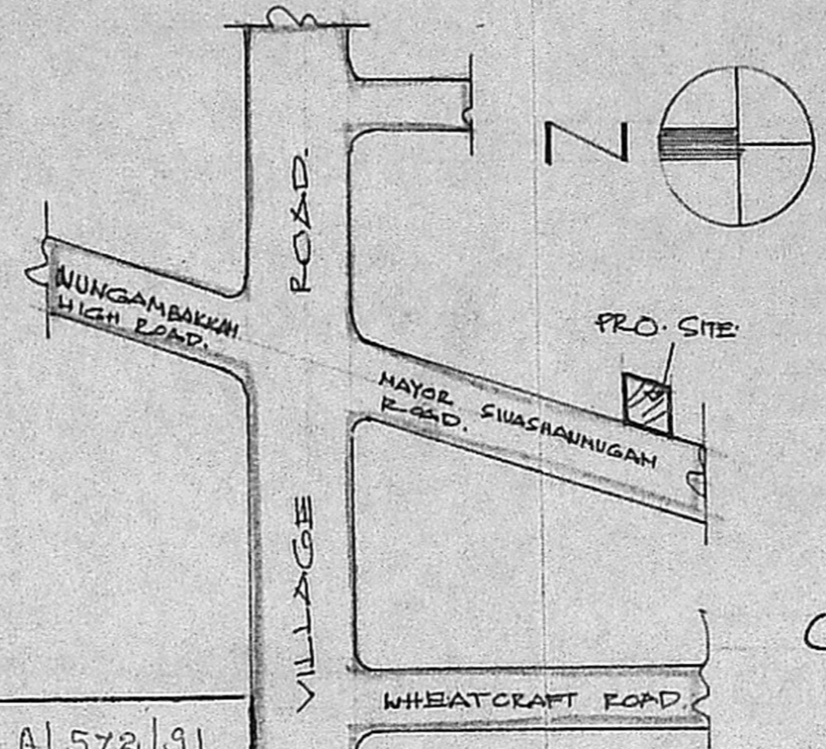 VILLAGE ROAD.
N
NUNGAMBAKKAM
HIGH ROAD.
PRO. SITE
MAYOR SIVASHANMUGAM
ROAD.
WHEATCRAFT ROAD.
A/572/91